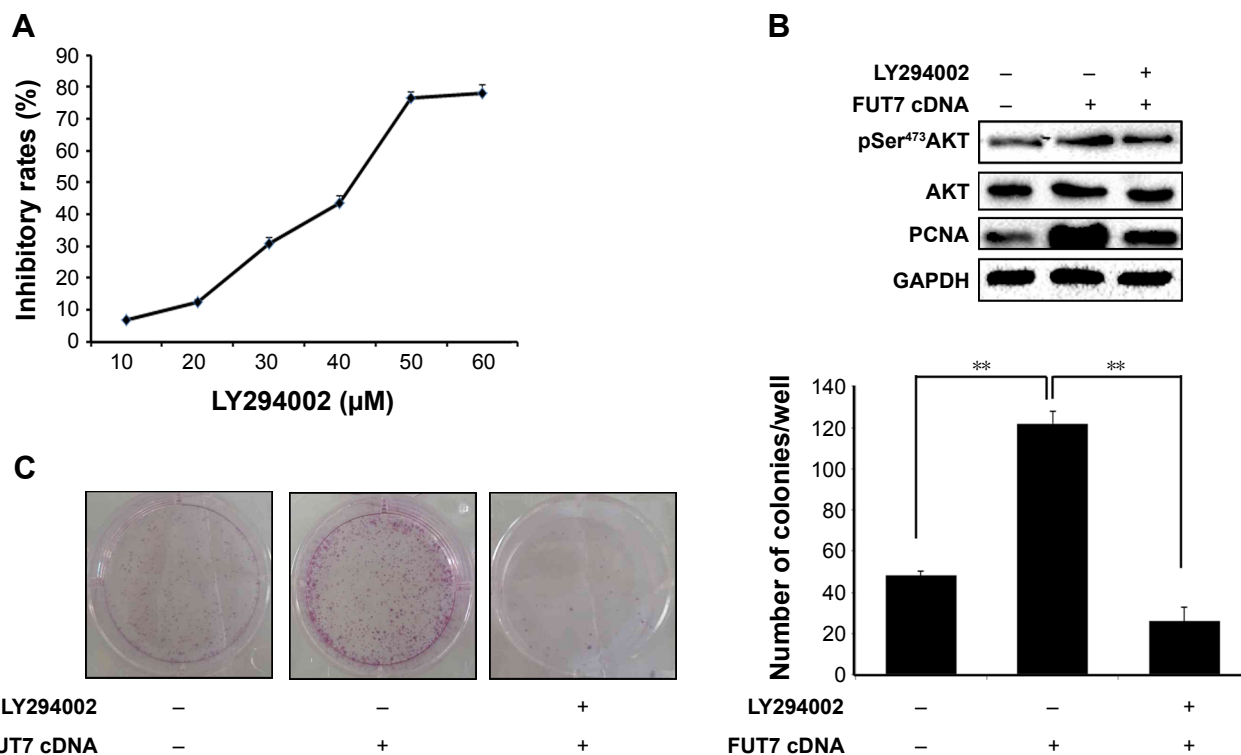 A
90
80
70
60
50
40
30
20
10
0
Inhibitory rates (%)
10 20 30 40 50 60
LY294002 (µM)
B
LY294002 – – +
FUT7 cDNA – + +
pSer⁴⁷³AKT
AKT
PCNA
GAPDH
C
LY294002 – – +
UT7 cDNA – + +
** **
140
120
100
80
60
40
20
0
Number of colonies/well
LY294002 – – +
FUT7 cDNA – + +